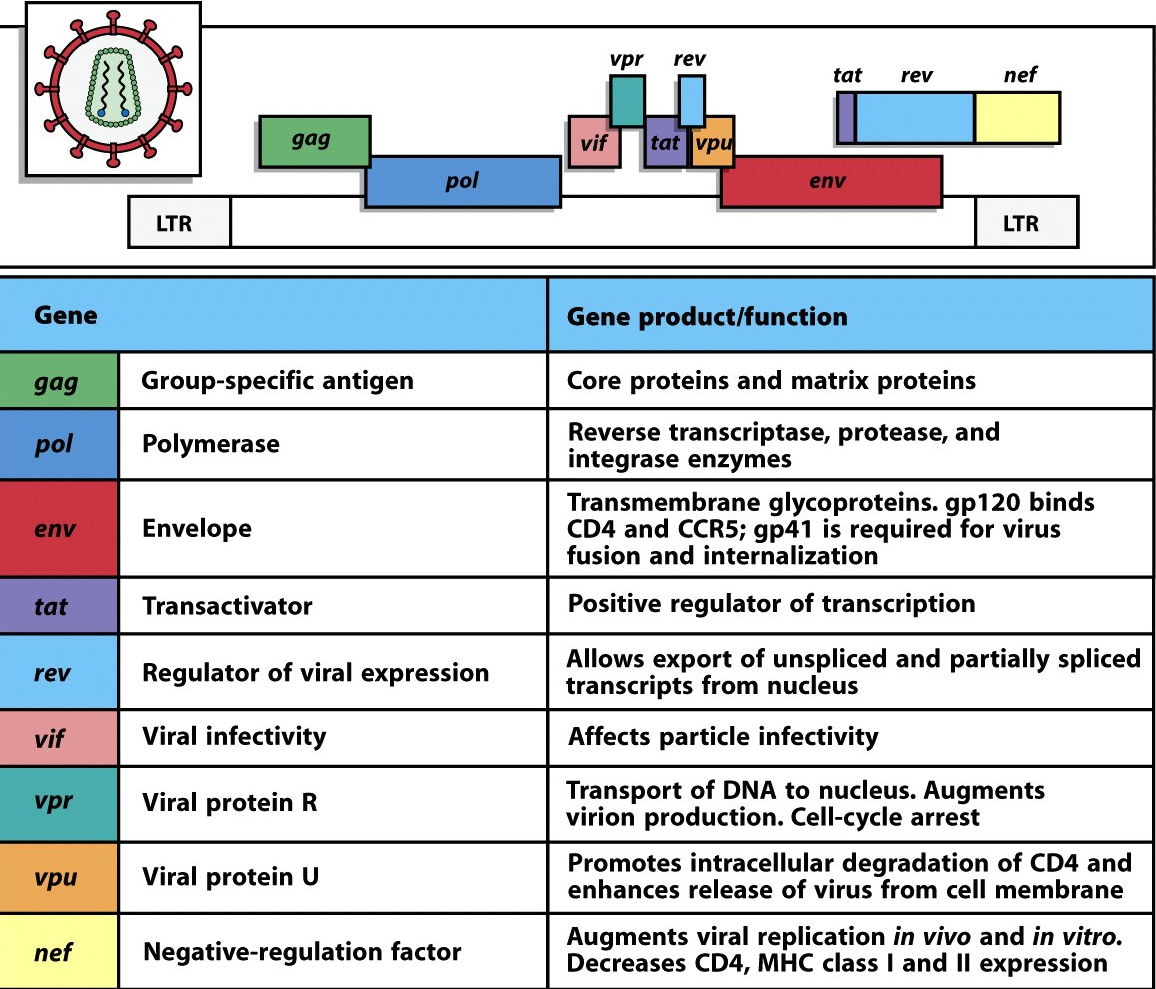 vpr rev
tat rev nef
gag vif tat vpu
pol env
LTR LTR
Gene Gene product/function
gag Group-specific antigen Core proteins and matrix proteins
pol Polymerase Reverse transcriptase, protease, and
integrase enzymes
env Envelope Transmembrane glycoproteins. gp120 binds
CD4 and CCR5; gp41 is required for virus
fusion and internalization
tat Transactivator Positive regulator of transcription
rev Regulator of viral expression Allows export of unspliced and partially spliced
transcripts from nucleus
vif Viral infectivity Affects particle infectivity
vpr Viral protein R Transport of DNA to nucleus. Augments
virion production. Cell-cycle arrest
vpu Viral protein U Promotes intracellular degradation of CD4 and
enhances release of virus from cell membrane
nef Negative-regulation factor Augments viral replication in vivo and in vitro.
Decreases CD4, MHC class I and II expression